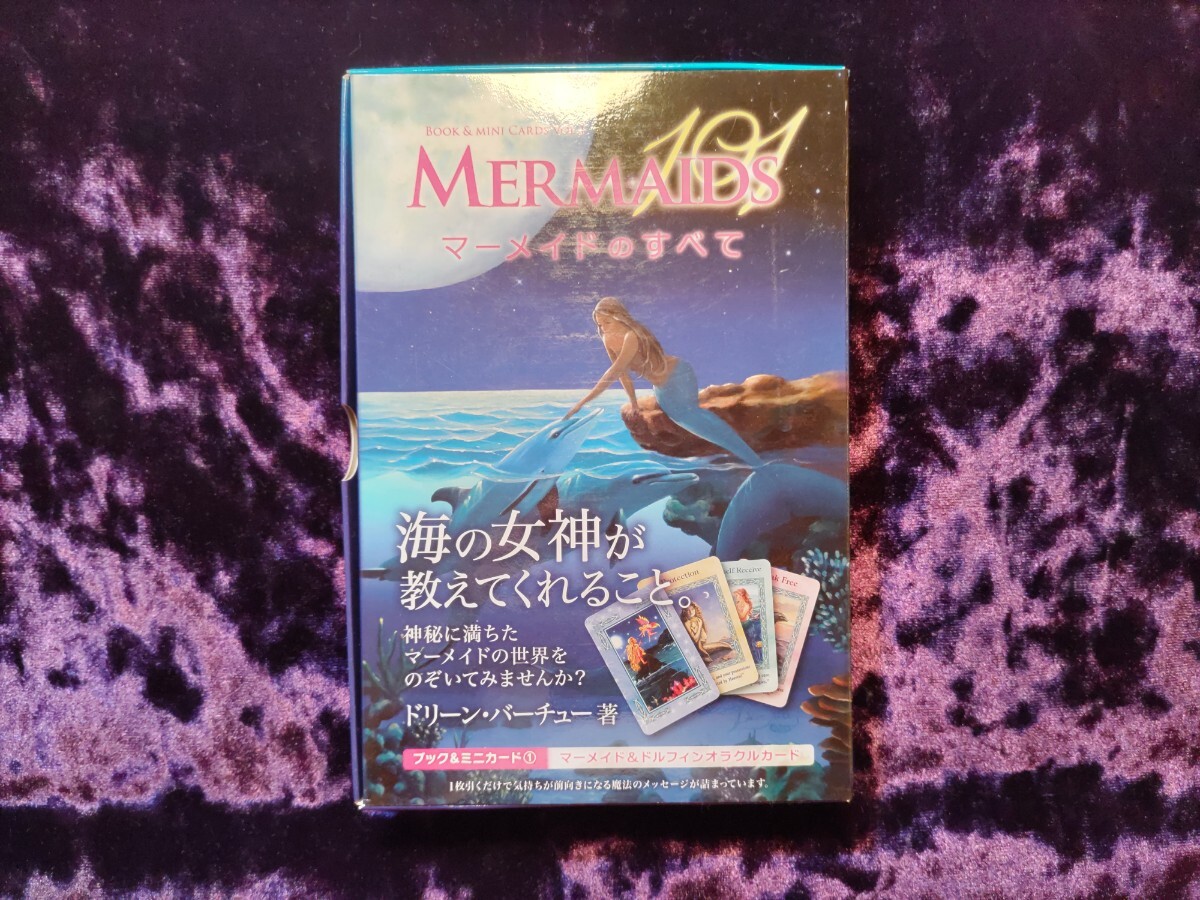 BOOK & MINI CARDS
MERMAIDS 101
マーメイドのすべて
海の女神が
教えてくれること。
神秘に満ちた
マーメイドの世界を
のぞいてみませんか?
ドリーン・バーチュー 著
Free
ブック&ミニカード① マーメイド&ドルフィンオラクルカード
1枚引くだけで気持ちが前向きになる魔法のメッセージが詰まっています。